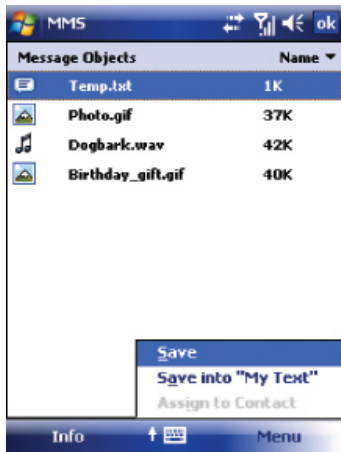 MMS ok
Message Objects Name
Temp.txt 1K
Photo.gif 37K
Dogbark.wav 42K
Birthday_gift.gif 40K
Save
Save into "My Text"
Assign to Contact
Info Menu